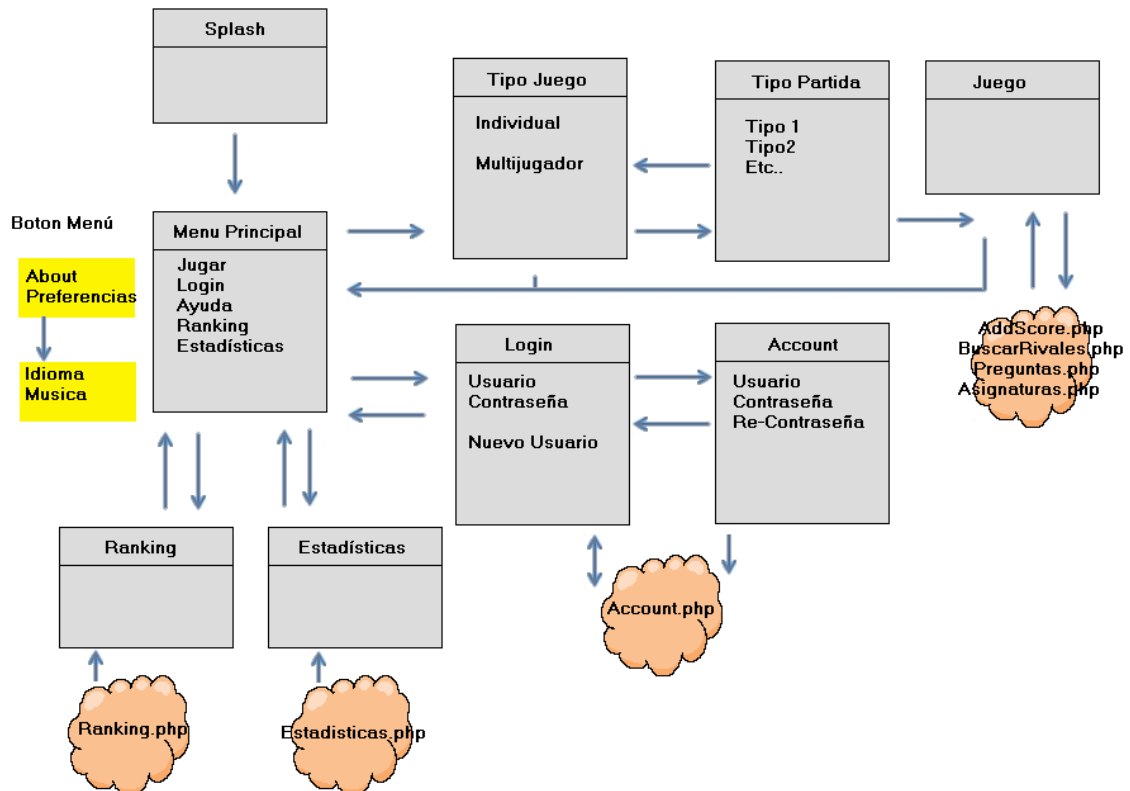 Splash
Tipo Juego
Individual
Multijugador
Tipo Partida
Tipo 1
Tipo2
Etc..
Juego
Boton Menú
About
Preferencias
Idioma
Musica
Menu Principal
Jugar
Login
Ayuda
Ranking
Estadísticas
Login
Usuario
Contraseña
Nuevo Usuario
Account
Usuario
Contraseña
Re-Contraseña
AddScore.php
BuscarRivales.php
Preguntas.php
Asignaturas.php
Ranking
Estadísticas
Account.php
Ranking.php
Estadisticas.php